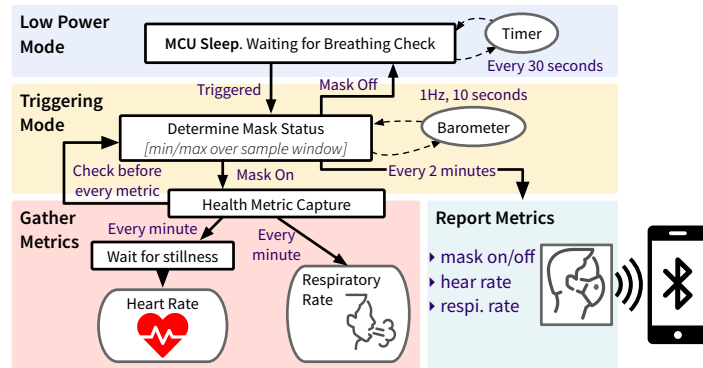 Low Power
Mode
MCU Sleep. Waiting for Breathing Check
Timer
Every 30 seconds
Triggering
Mode
Triggered
Mask Off
1Hz, 10 seconds
Determine Mask Status
[min/max over sample window]
Barometer
Check before
every metric
Mask On
Every 2 minutes
Health Metric Capture
Gather
Metrics
Every minute
Every
minute
Wait for stillness
Heart Rate
Respiratory
Rate
Report Metrics
mask on/off
hear rate
respi. rate